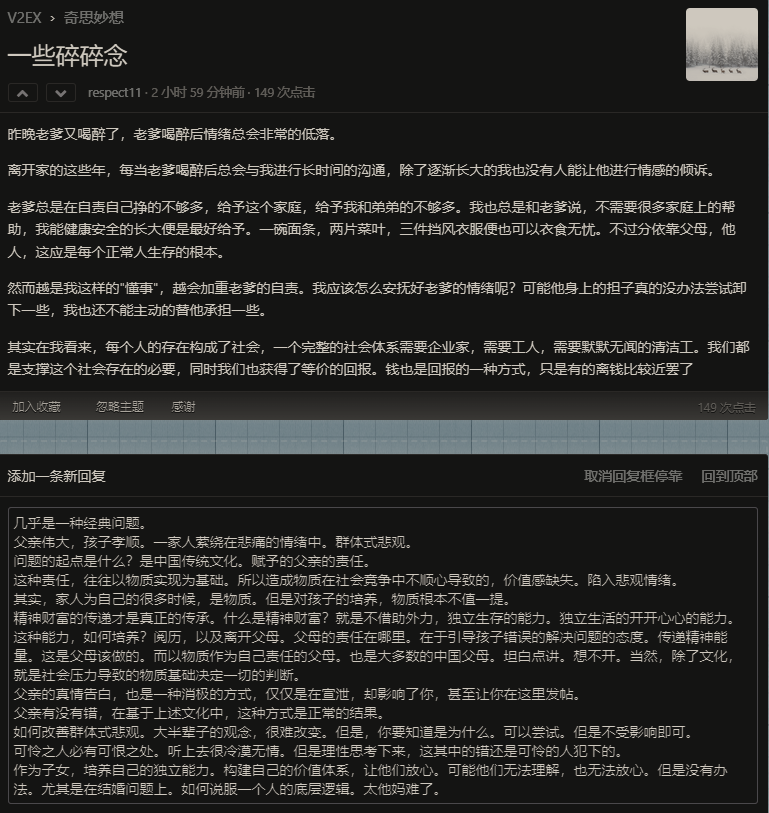 V2EX › 奇思妙想
一些碎碎念
respect11 · 2 小时 59 分钟前 · 149 次点击
昨晚老爹又喝醉了，老爹喝醉后情绪总会非常的低落。
离开家的这些年，每当老爹喝醉后总会与我进行长时间的沟通，除了逐渐长大的我也没有人能让他进行情感的倾诉。
老爹总是在自责自己挣的不够多，给予这个家庭，给予我和弟弟的不够多。我也总是和老爹说，不需要很多家庭上的帮
助，我能健康安全的长大便是最好给予。一碗面条，两片菜叶，三件挡风衣服便也可以衣食无忧。不过分依靠父母，他
人，这应是每个正常人生存的根本。
然而越是我这样的"懂事"，越会加重老爹的自责。我应该怎么安抚好老爹的情绪呢？可能他身上的担子真的没办法尝试卸
下一些，我也还不能主动的替他承担一些。
其实在我看来，每个人的存在构成了社会，一个完整的社会体系需要企业家，需要工人，需要默默无闻的清洁工。我们都
是支撑这个社会存在的必要，同时我们也获得了等价的回报。钱也是回报的一种方式，只是有的离钱比较近罢了
加入收藏 忽略主题 感谢 149 次点击
添加一条新回复 取消回复框停靠 回到顶部
几乎是一种经典问题。
父亲伟大，孩子孝顺。一家人萦绕在悲痛的情绪中。群体式悲观。
问题的起点是什么？是中国传统文化。赋予的父亲的责任。
这种责任，往往以物质实现为基础。所以造成物质在社会竞争中不顺心导致的，价值感缺失。陷入悲观情绪。
其实，家人为自己的很多时候，是物质。但是对孩子的培养，物质根本不值一提。
精神财富的传递才是真正的传承。什么是精神财富？就是不借助外力，独立生存的能力。独立生活的开开心心的能力。
这种能力，如何培养？阅历，以及离开父母。父母的责任在哪里。在于引导孩子错误的解决问题的态度。传递精神能
量。这是父母该做的。而以物质作为自己责任的父母。也是大多数的中国父母。坦白点讲。想不开。当然，除了文化，
就是社会压力导致的物质基础决定一切的判断。
父亲的真情告白，也是一种消极的方式，仅仅是在宣泄，却影响了你，甚至让你在这里发帖。
父亲有没有错，在基于上述文化中，这种方式是正常的结果。
如何改善群体式悲观。大半辈子的观念，很难改变。但是，你要知道是为什么。可以尝试。但是不受影响即可。
可怜之人必有可恨之处。听上去很冷漠无情。但是理性思考下来，这其中的错还是可怜的人犯下的。
作为子女，培养自己的独立能力。构建自己的价值体系，让他们放心。可能他们无法理解，也无法放心。但是没有办
法。尤其是在结婚问题上。如何说服一个人的底层逻辑。太他妈难了。